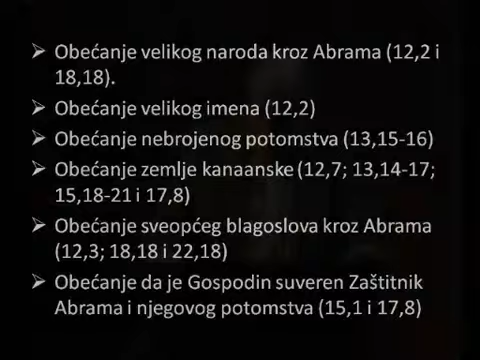 ➢ Obećanje velikog naroda kroz Abrama (12,2 i
18,18).
➢ Obećanje velikog imena (12,2)
➢ Obećanje nebrojenog potomstva (13,15-16)
➢ Obećanje zemlje kanaanske (12,7; 13,14-17;
15,18-21 i 17,8)
➢ Obećanje sveopćeg blagoslova kroz Abrama
(12,3; 18,18 i 22,18)
➢ Obećanje da je Gospodin suveren Zaštitnik
Abrama i njegovog potomstva (15,1 i 17,8)